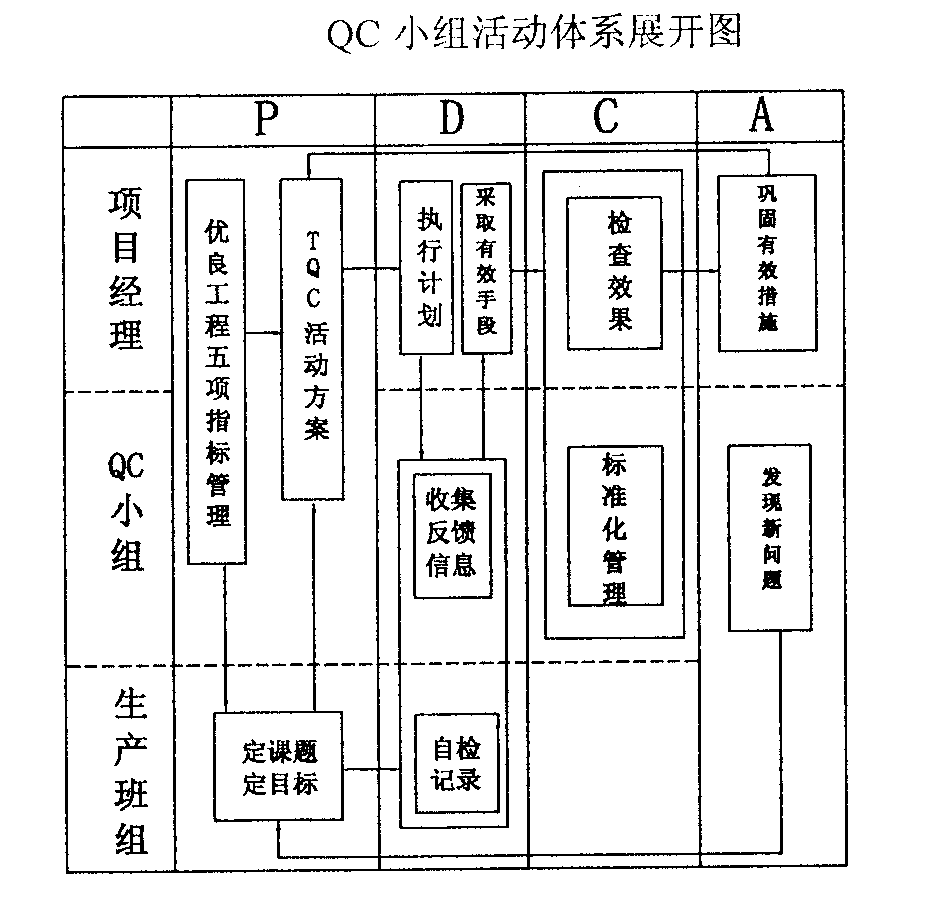 QC 小组活动体系展开图
P
D
C
A
项目经理
优良工程五项指标管理
TQC活动方案
执行计划
采取有效手段
检查效果
巩固有效措施
QC小组
收集
反馈
信息
标准化管理
发现新问题
生产班组
定课题
定目标
自检
记录